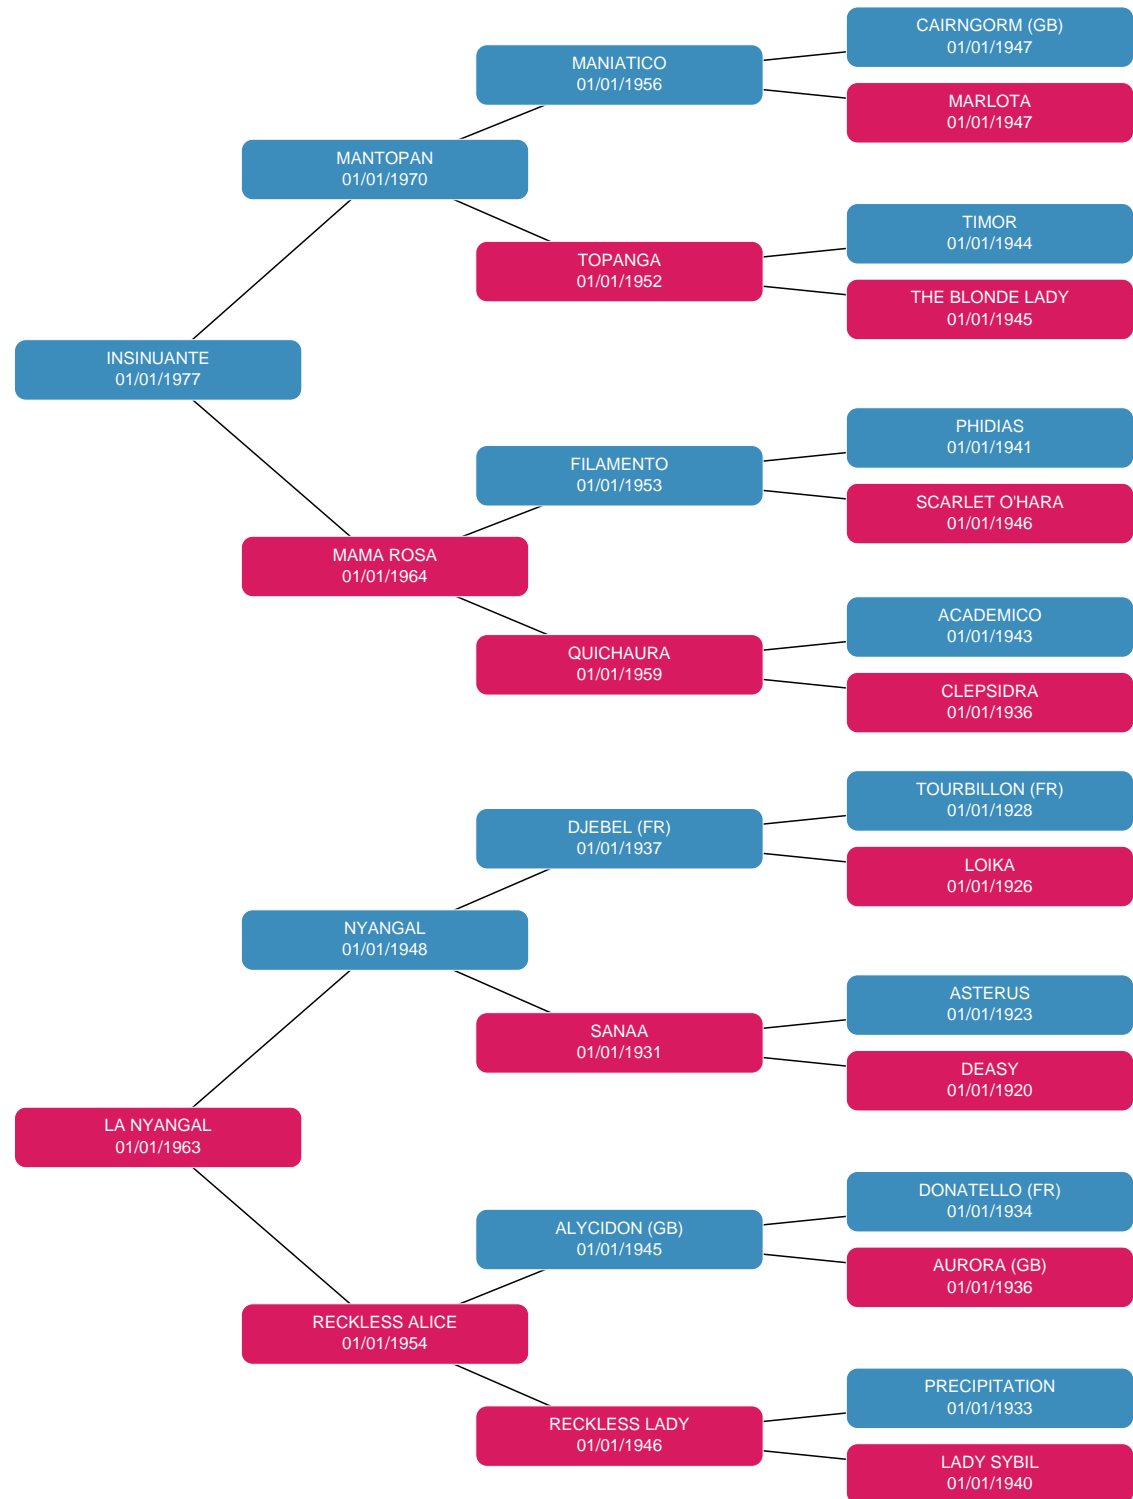 CAIRNGORM (GB)
01/01/1947
MANIATICO
01/01/1956
MARLOTA
01/01/1947
MANTOPAN
01/01/1970
TIMOR
01/01/1944
TOPANGA
01/01/1952
THE BLONDE LADY
01/01/1945
INSINUANTE
01/01/1977
PHIDIAS
01/01/1941
FILAMENTO
01/01/1953
SCARLET O'HARA
01/01/1946
MAMA ROSA
01/01/1964
ACADEMICO
01/01/1943
QUICHAURA
01/01/1959
CLEPSIDRA
01/01/1936
TOURBILLON (FR)
01/01/1928
DJEBEL (FR)
01/01/1937
LOIKA
01/01/1926
NYANGAL
01/01/1948
ASTERUS
01/01/1923
SANAA
01/01/1931
DEASY
01/01/1920
LA NYANGAL
01/01/1963
DONATELLO (FR)
01/01/1934
ALYCIDON (GB)
01/01/1945
AURORA (GB)
01/01/1936
RECKLESS ALICE
01/01/1954
PRECIPITATION
01/01/1933
RECKLESS LADY
01/01/1946
LADY SYBIL
01/01/1940